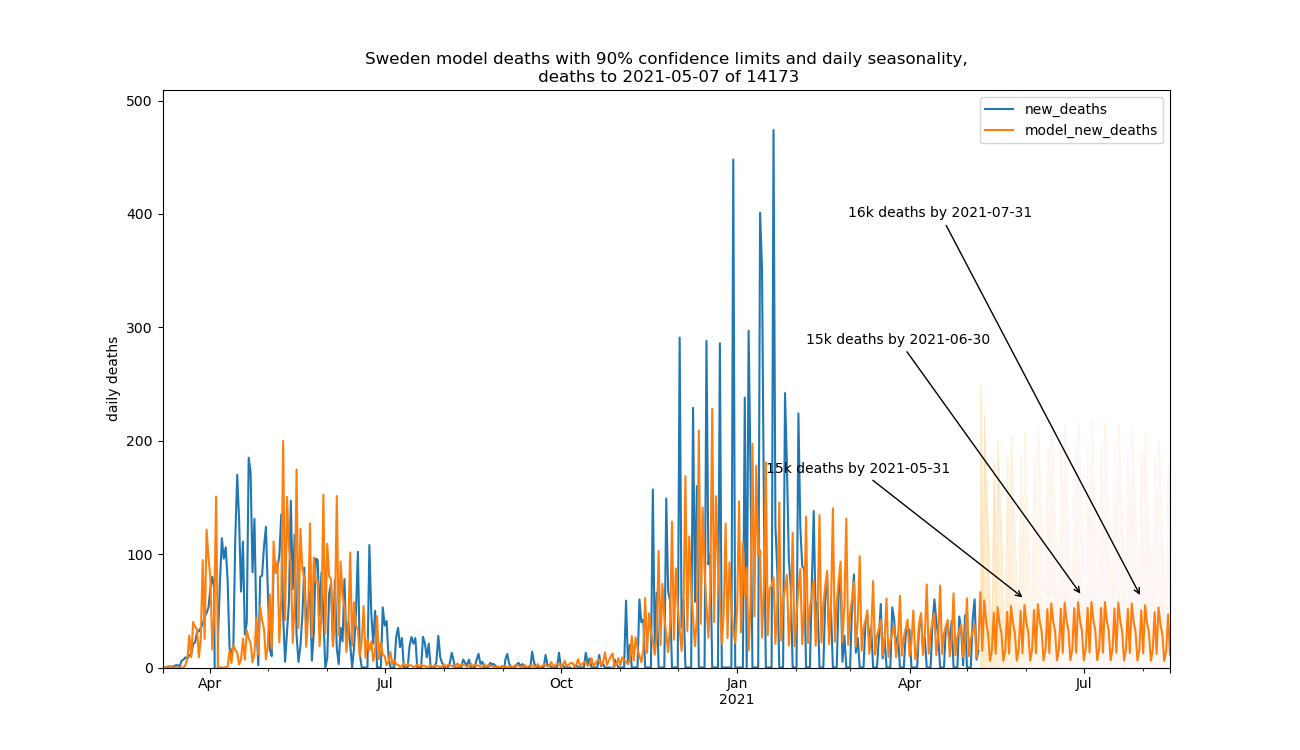 Sweden model deaths with 90% confidence limits and daily seasonality,
deaths to 2021-05-07 of 14173
new_deaths
model_new_deaths
daily deaths
500
400
300
200
100
0
16k deaths by 2021-07-31
15k deaths by 2021-06-30
15k deaths by 2021-05-31
Apr
Jul
Oct
Jan
2021
Apr
Jul